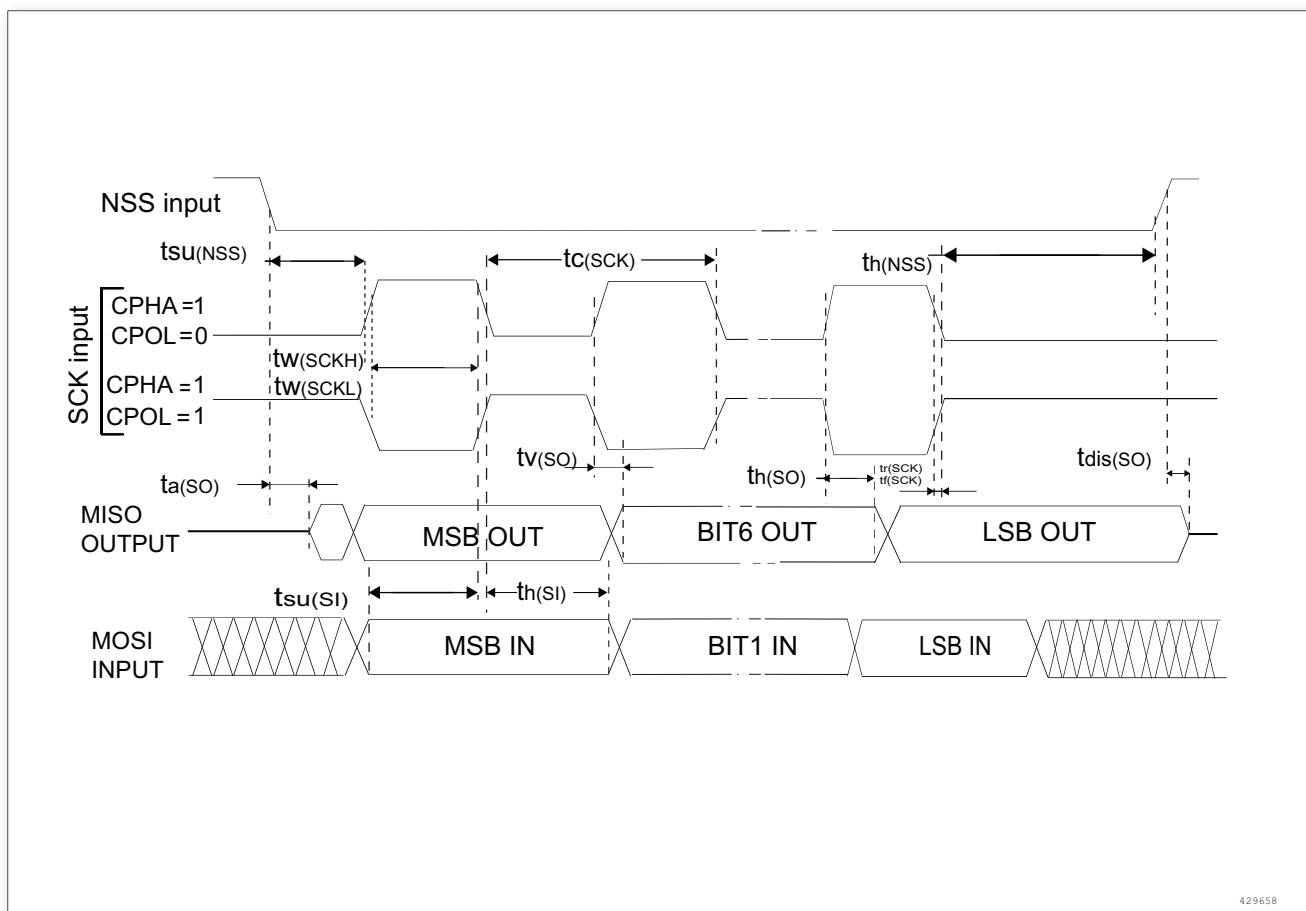 NSS input
tsu(NSS)
tc(SCK)
th(NSS)
SCK input
CPHA =1
CPOL =0
tw(SCKH)
tw(SCKL)
CPHA =1
CPOL =1
tv(SO)
th(SO)
tr(SCK)
tf(SCK)
tdis(SO)
ta(SO)
MISO
OUTPUT
MSB OUT
BIT6 OUT
LSB OUT
tsu(SI)
th(SI)
MOSI
INPUT
MSB IN
BIT1 IN
LSB IN
429658